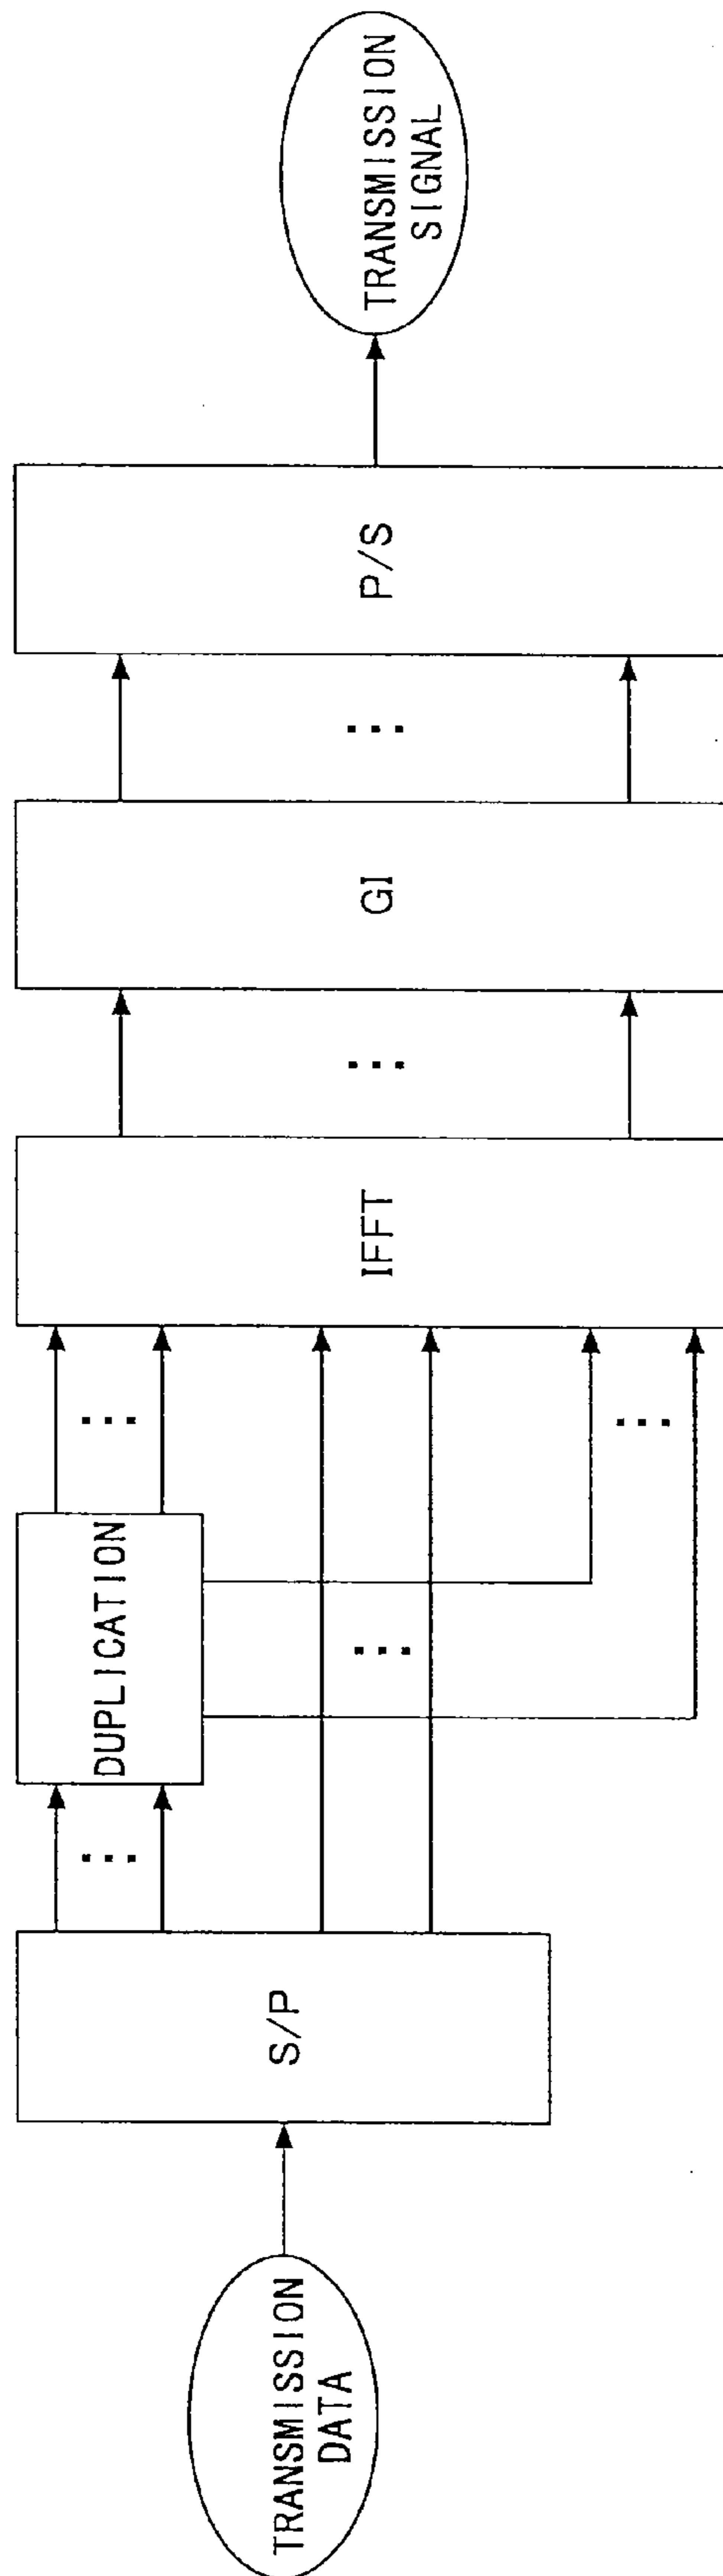 TRANSMISSION
DATA
S/P
...
DUPLICATION
...
...
...
IFFT
...
GI
...
P/S
TRANSMISSION
SIGNAL